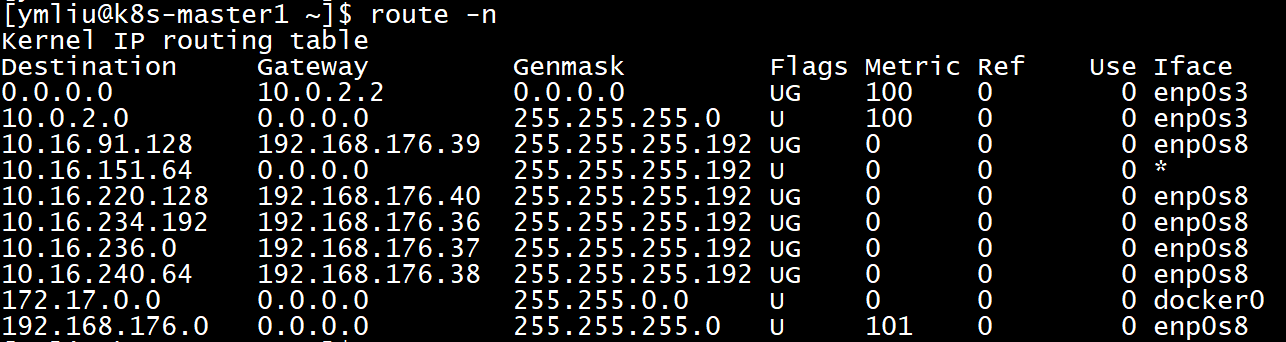 [ymliu@k8s-master1 ~]$ route -n
Kernel IP routing table
Destination     Gateway         Genmask         Flags Metric Ref    Use Iface
0.0.0.0         10.0.2.2        0.0.0.0         UG    100    0        0 enp0s3
10.0.2.0        0.0.0.0         255.255.255.0   U     100    0        0 enp0s3
10.16.91.128    192.168.176.39  255.255.255.192 UG    0      0        0 enp0s8
10.16.151.64    0.0.0.0         255.255.255.192 U     0      0        0 *
10.16.220.128   192.168.176.40  255.255.255.192 UG    0      0        0 enp0s8
10.16.234.192   192.168.176.36  255.255.255.192 UG    0      0        0 enp0s8
10.16.236.0     192.168.176.37  255.255.255.192 UG    0      0        0 enp0s8
10.16.240.64    192.168.176.38  255.255.255.192 UG    0      0        0 enp0s8
172.17.0.0      0.0.0.0         255.255.0.0     U     0      0        0 docker0
192.168.176.0   0.0.0.0         255.255.255.0   U     101    0        0 enp0s8